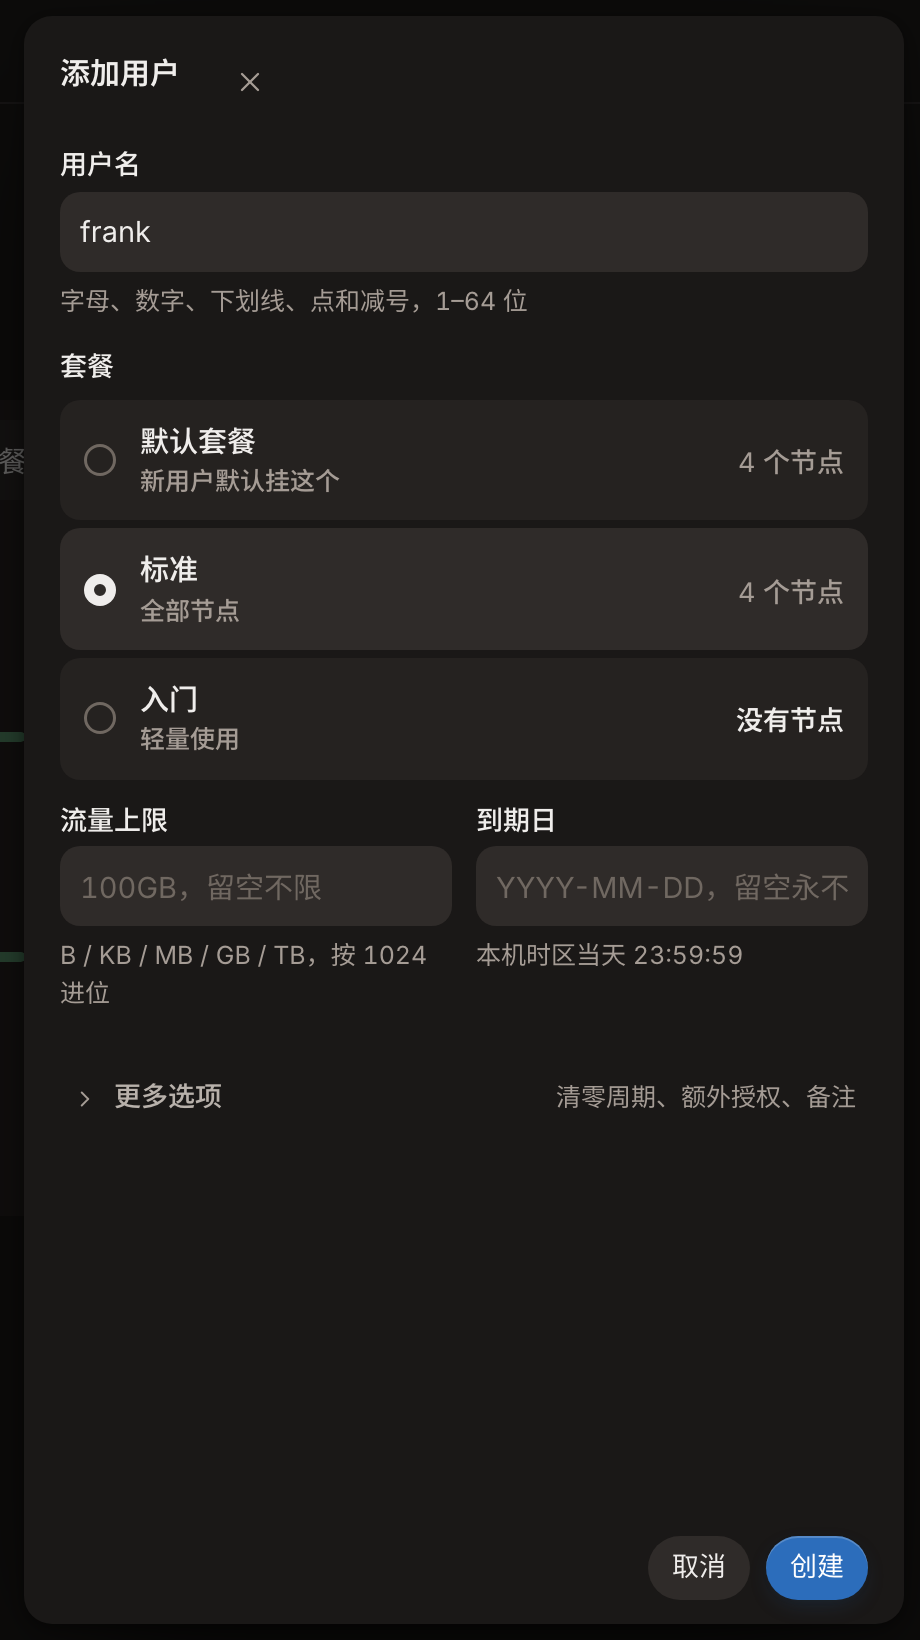 添加用户
用户名
frank
字母、数字、下划线、点和减号，1–64 位
套餐
餐
默认套餐
新用户默认挂这个
4 个节点
标准
全部节点
4 个节点
入门
轻量使用
没有节点
流量上限
到期日
100GB，留空不限
YYYY-MM-DD，留空永不
B / KB / MB / GB / TB，按 1024
进位
本机时区当天 23:59:59
更多选项
清零周期、额外授权、备注
取消
创建